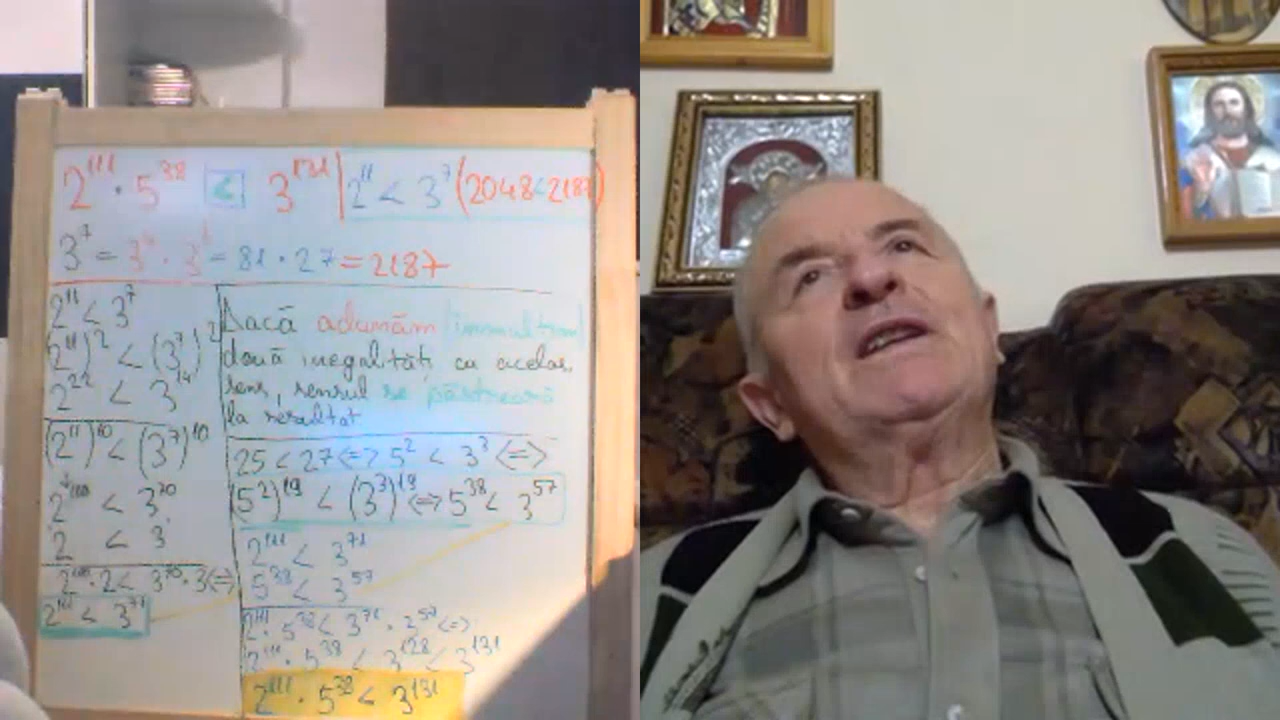 2¹¹¹ · 5³⁸ < 3¹³¹ | 2¹¹ < 3⁷ (2048<2187)
3⁷ = 3⁴ · 3³ = 81 · 27 = 2187
2¹¹ < 3⁷
(2¹¹)² < (3⁷)²
2²² < 3¹⁴
(2¹¹)¹⁰ < (3⁷)¹⁰
2¹¹⁰ < 3⁷⁰
2 < 3
2¹¹⁰ · 2 < 3⁷⁰ · 3 <=>
2¹¹¹ < 3⁷¹
Dacă adunăm înmulțim
două inegalități cu același
sens, sensul se păstrează
la rezultat
25 < 27 <=> 5² < 3³ <=>
(5²)¹⁹ < (3³)¹⁹ <=> 5³⁸ < 3⁵⁷
2¹¹¹ < 3⁷¹
5³⁸ < 3⁵⁷
2¹¹¹ · 5³⁸ < 3⁷¹ · 3⁵⁷ <=>
2¹¹¹ · 5³⁸ < 3¹²⁸ < 3¹³¹
2¹¹¹ · 5³⁸ < 3¹³¹